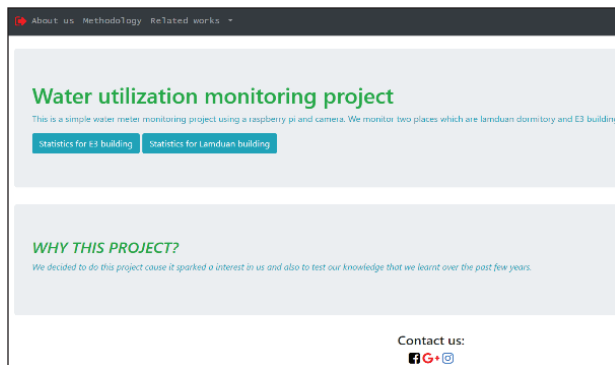 About us Methodology Related works
Water utilization monitoring project
This is a simple water meter monitoring project using a raspberry pi and camera. We monitor two places which are lamduan dormitory and E3 building
Statistics for E3 building Statistics for Lamduan building
WHY THIS PROJECT?
We decided to do this project cause it sparked a interest in us and also to test our knowledge that we learnt over the past few years.
Contact us: